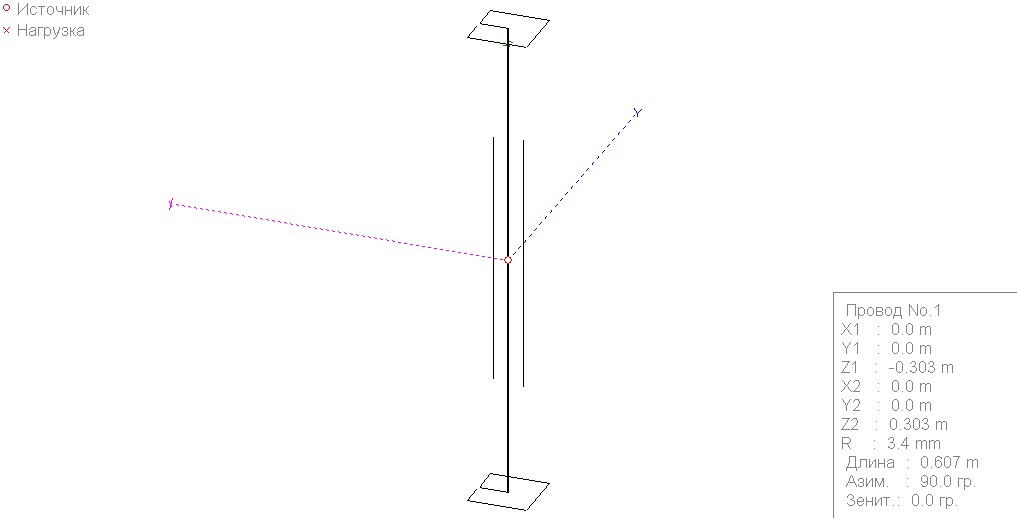 Источник
Нагрузка
Y
X
Провод No.1
X1 : 0.0 m
Y1 : 0.0 m
Z1 : -0.303 m
X2 : 0.0 m
Y2 : 0.0 m
Z2 : 0.303 m
R : 3.4 mm
Длина : 0.607 m
Азим. : 90.0 гр.
Зенит.: 0.0 гр.